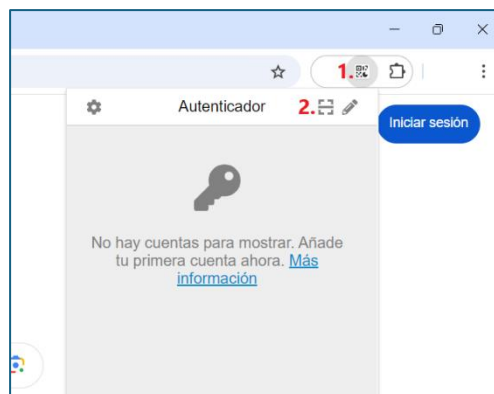 1.
Autenticador
2.
Iniciar sesión
No hay cuentas para mostrar. Añade
tu primera cuenta ahora. Más
información